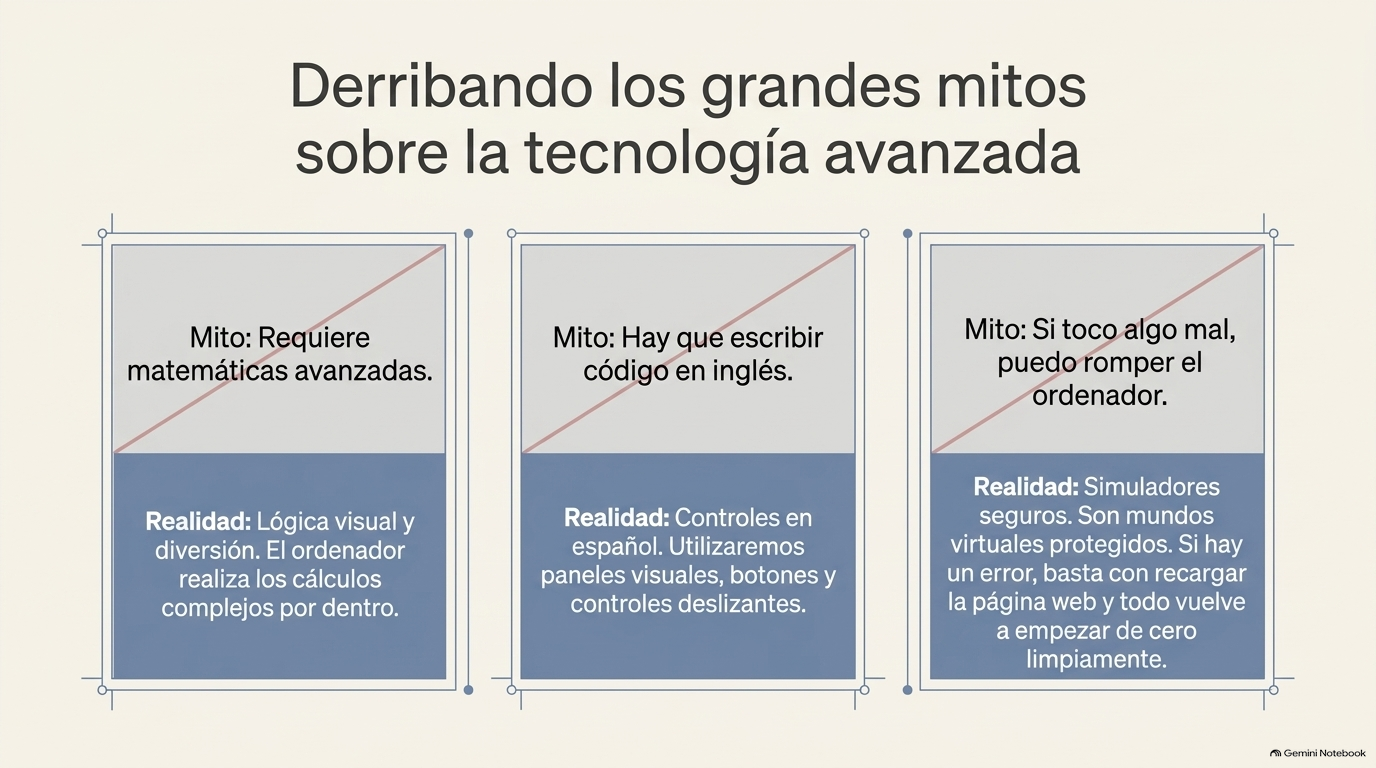 Derribando los grandes mitos
sobre la tecnología avanzada
Mito: Requiere
matemáticas avanzadas.
Realidad: Lógica visual y
diversión. El ordenador
realiza los cálculos
complejos por dentro.
Mito: Hay que escribir
código en inglés.
Realidad: Controles en
español. Utilizaremos
paneles visuales, botones y
controles deslizantes.
Mito: Si toco algo mal,
puedo romper el
ordenador.
Realidad: Simuladores
seguros. Son mundos
virtuales protegidos. Si hay
un error, basta con recargar
la página web y todo vuelve
a empezar de cero
limpiamente.
Gemini Notebook